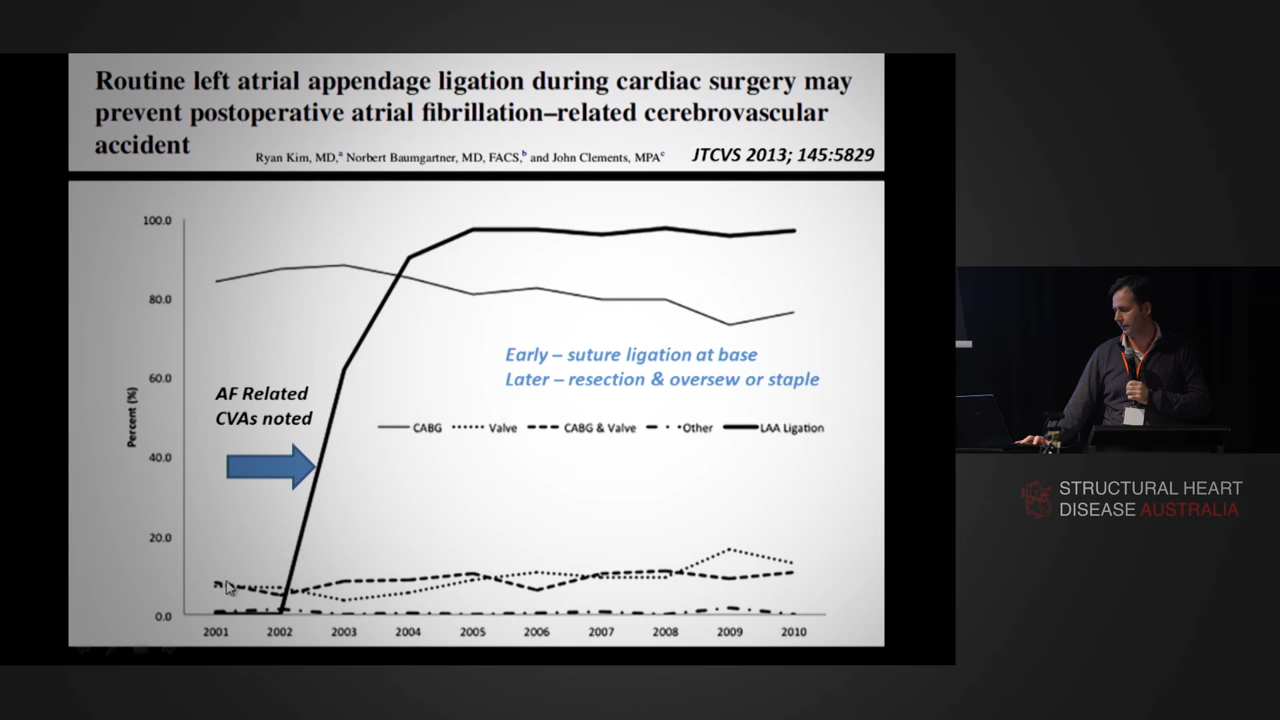 Routine left atrial appendage ligation during cardiac surgery may
prevent postoperative atrial fibrillation–related cerebrovascular
accident
Ryan Kim, MD,a Norbert Baumgartner, MD, FACS,b and John Clements, MPAc
JTCVS 2013; 145:5829
100.0
80.0
60.0
40.0
20.0
0.0
Percent (%)
AF Related
CVAs noted
Early – suture ligation at base
Later – resection & oversew or staple
CABG
Valve
CABG & Valve
Other
LAA Ligation
2001 2002 2003 2004 2005 2006 2007 2008 2009 2010
STRUCTURAL HEART
DISEASE AUSTRALIA